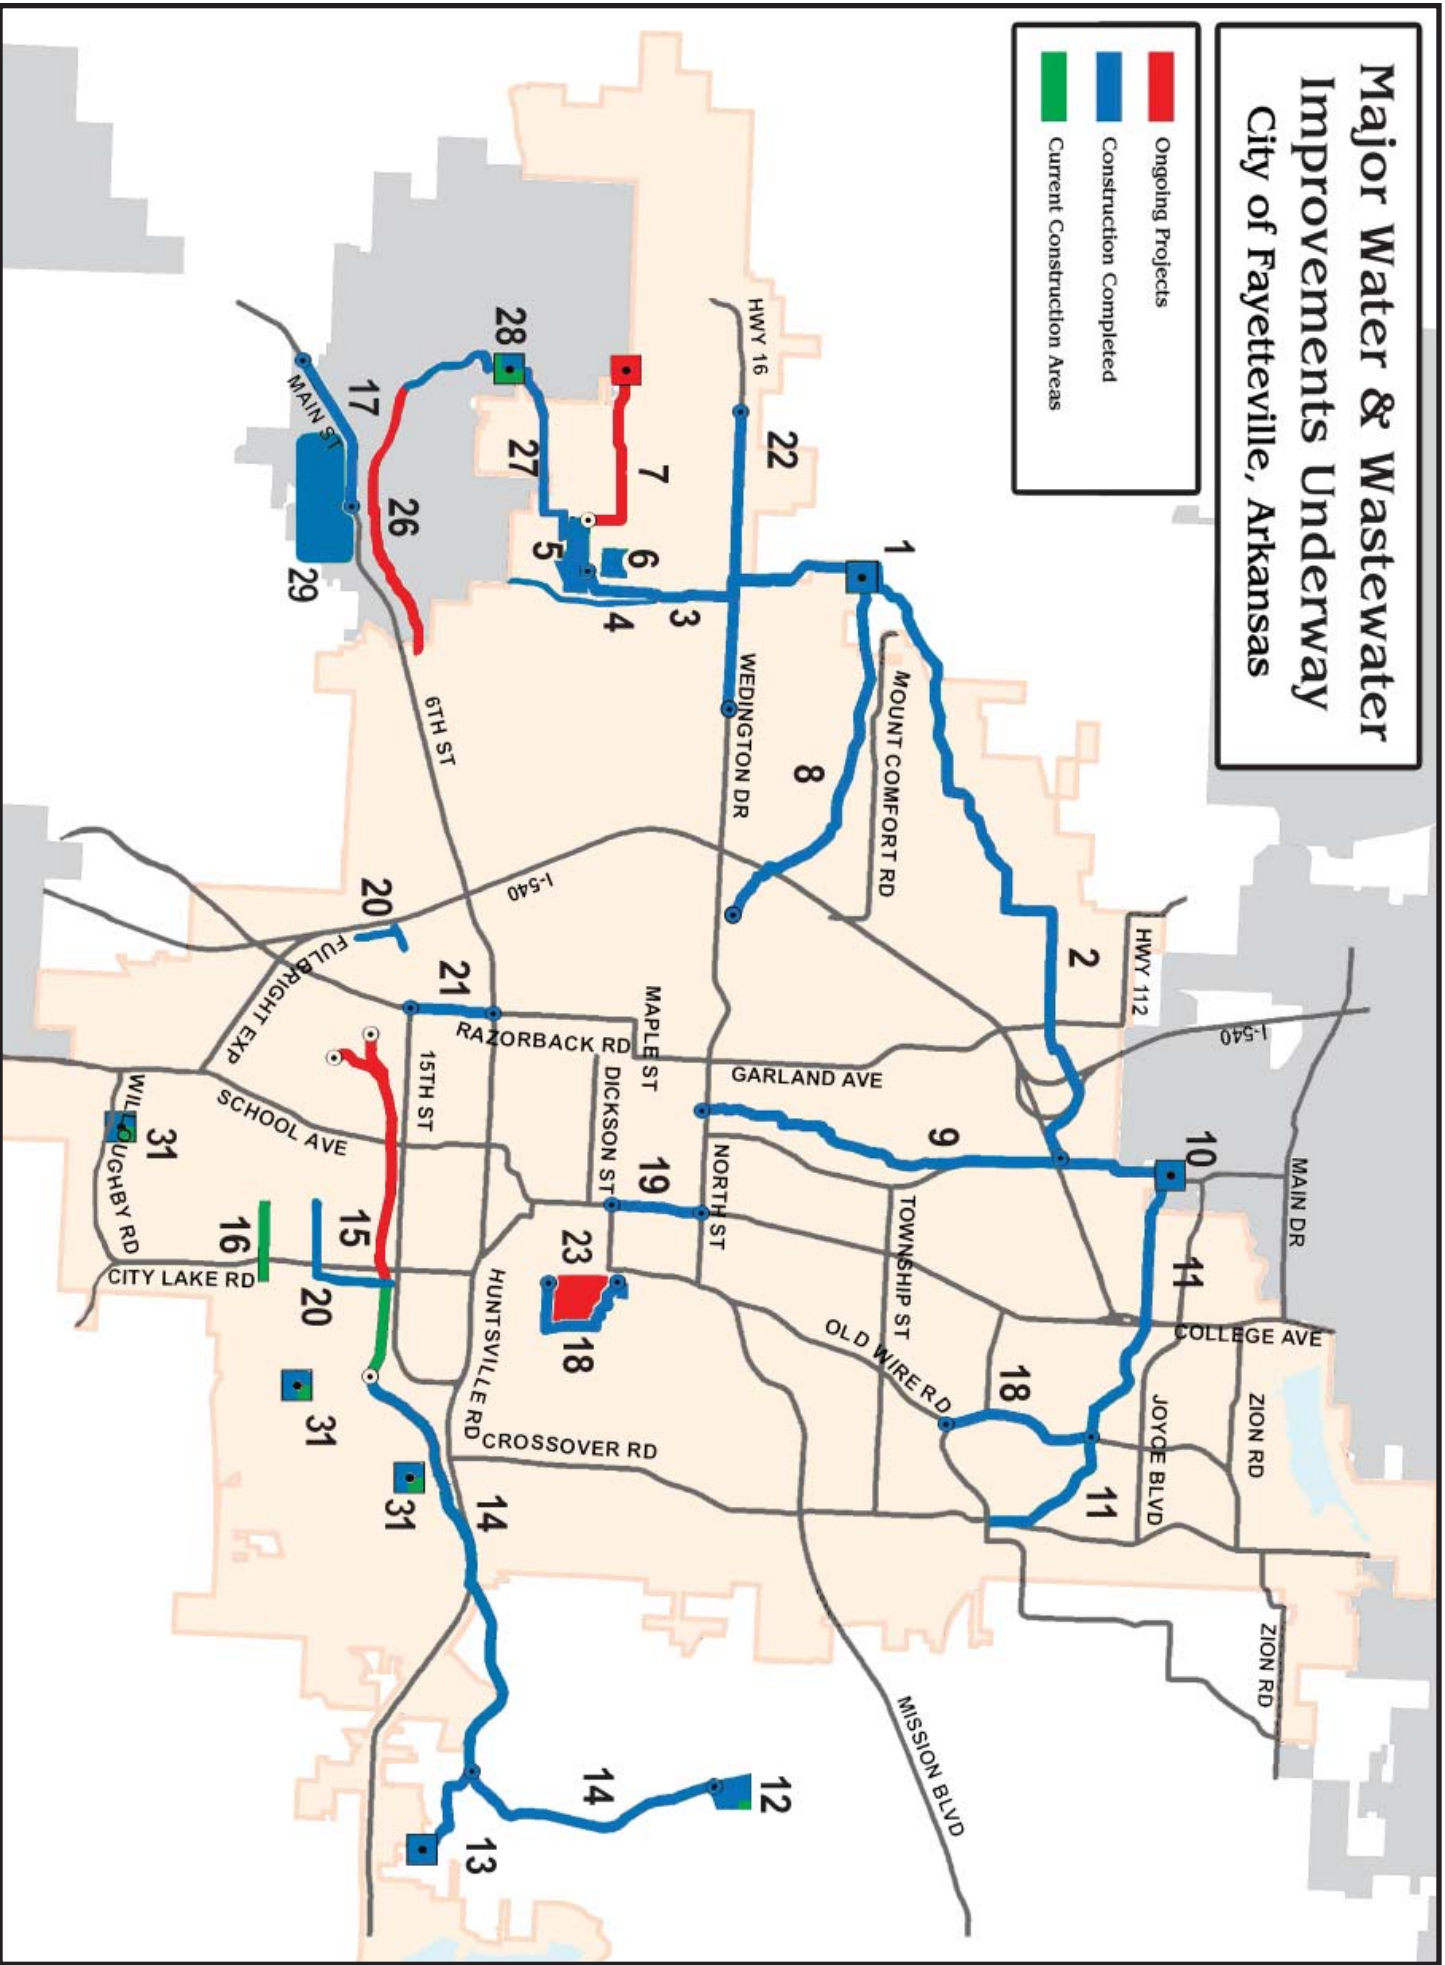 Major Water & Wastewater
Improvements Underway
City of Fayetteville, Arkansas
Ongoing Projects
Construction Completed
Current Construction Areas
HWY 16
22
1
28
7
27
6
5
4
3
17
MAIN ST
26
29
WEDINGTON DR
MOUNT COMFORT RD
8
6TH ST
I-540
20
FULBRIGHT EXP
21
RAZORBACK RD
MAPLE ST
2
HWY 112
I-540
15TH ST
DICKSON ST
GARLAND AVE
SCHOOL AVE
WILLOUGHBY RD
31
9
10
MAIN DR
19
NORTH ST
TOWNSHIP ST
16
15
CITY LAKE RD
20
23
18
HUNTSVILLE RD
11
COLLEGE AVE
OLD WIRE RD
18
JOYCE BLVD
ZION RD
31
31
CROSSOVER RD
11
14
ZION RD
MISSION BLVD
14
12
13